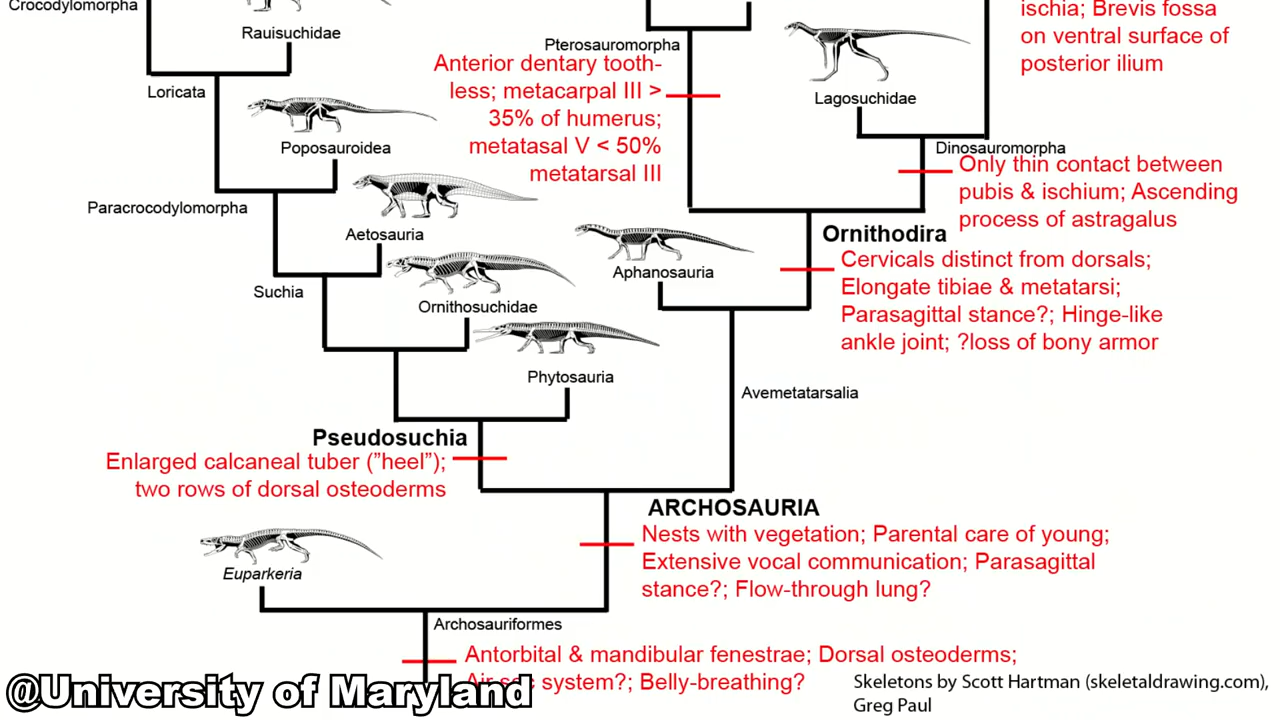 Crocodylomorpha
Rauisuchidae
Loricata
Poposauroidea
Paracrocodylomorpha
Aetosauria
Suchia
Ornithosuchidae
Phytosauria
Pseudosuchia
Enlarged calcaneal tuber ("heel");
two rows of dorsal osteoderms
Euparkeria
Pterosauromorpha
Anterior dentary tooth-
less; metacarpal III >
35% of humerus;
metatasal V < 50%
metatarsal III
ischia; Brevis fossa
on ventral surface of
posterior ilium
Lagosuchidae
Dinosauromorpha
Only thin contact between
pubis & ischium; Ascending
process of astragalus
Ornithodira
Cervicals distinct from dorsals;
Elongate tibiae & metatarsi;
Parasagittal stance?; Hinge-like
ankle joint; ?loss of bony armor
Aphanosauria
Avemetatarsalia
ARCHOSAURIA
Nests with vegetation; Parental care of young;
Extensive vocal communication; Parasagittal
stance?; Flow-through lung?
Archosauriformes
Antorbital & mandibular fenestrae; Dorsal osteoderms;
system?; Belly-breathing?
@University of Maryland
Skeletons by Scott Hartman (skeletaldrawing.com),
Greg Paul